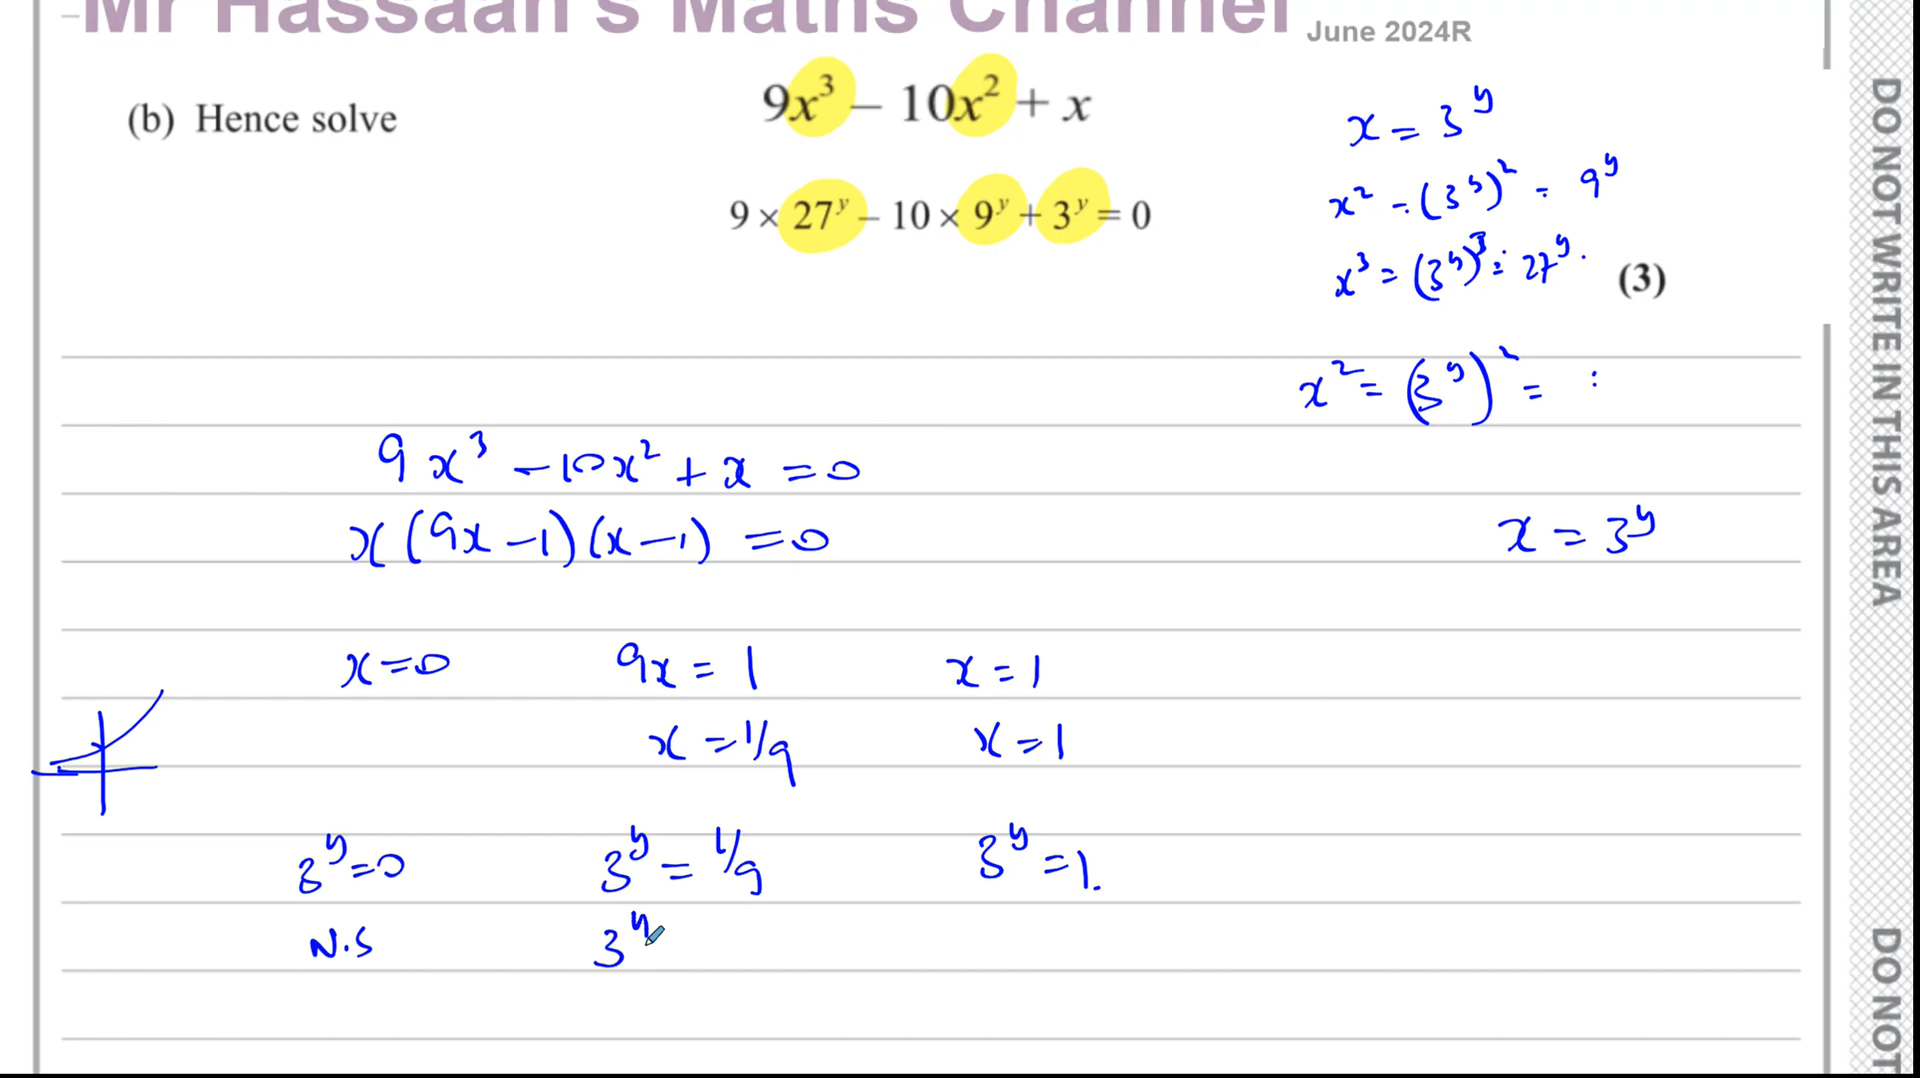 Mr Hassaan's Maths Channel
June 2024R
9x³ – 10x² + x
(b) Hence solve
9 × 27ʸ – 10 × 9ʸ + 3ʸ = 0
(3)
x = 3ʸ
x² = (3ʸ)² = 9ʸ
x³ = (3ʸ)³ = 27ʸ.
x² = (3ʸ)² =
9x³ – 10x² + x = 0
x(9x – 1)(x – 1) = 0
x = 3ʸ
x = 0 9x = 1 x = 1
x = 1/9 x = 1
3ʸ = 0 3ʸ = 1/9 3ʸ = 1.
N.S 3ʸ
DO NOT WRITE IN THIS AREA
DO NOT